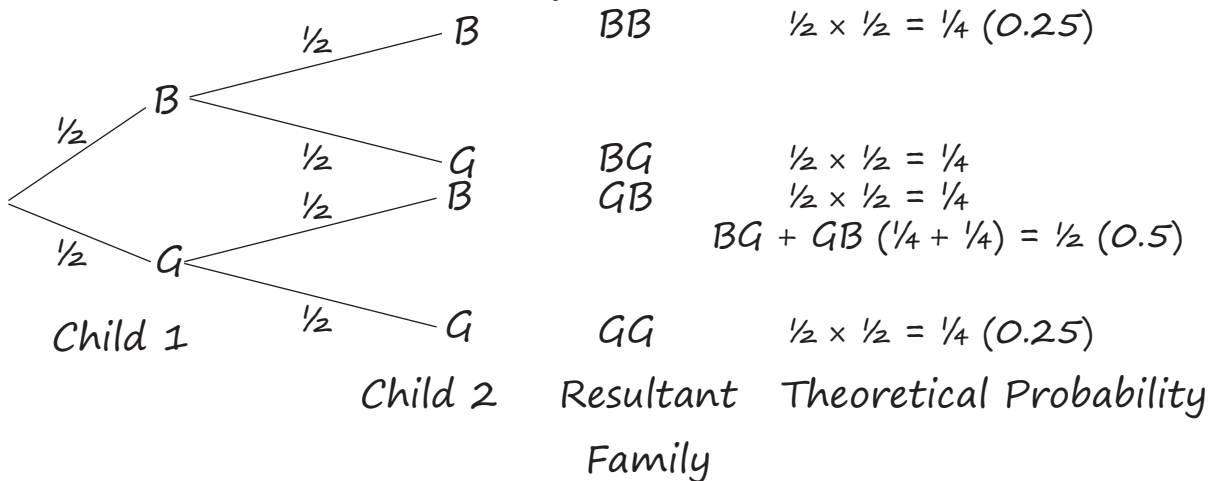 ½ B BB ½ × ½ = ¼ (0.25)
B
½
½ G BG ½ × ½ = ¼
½ B GB ½ × ½ = ¼
BG + GB (¼ + ¼) = ½ (0.5)
½ G
½ G GG ½ × ½ = ¼ (0.25)
Child 1
Child 2 Resultant Theoretical Probability
Family